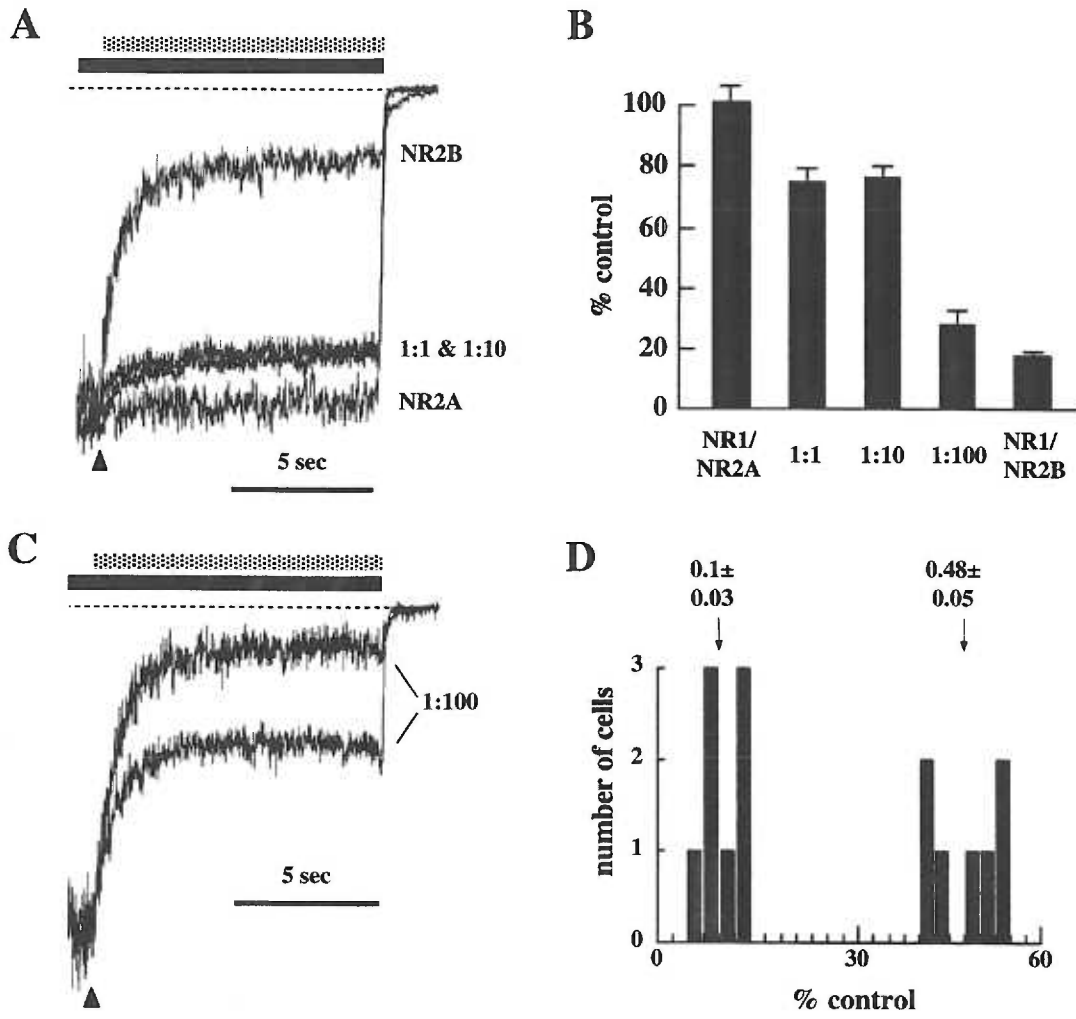 A
NR2B
1:1 & 1:10
NR2A
5 sec
B
% control
100
80
60
40
20
0
NR1/
NR2A
1:1
1:10
1:100
NR1/
NR2B
C
1:100
5 sec
D
0.1±
0.03
0.48±
0.05
number of cells
3
2
1
0
0
30
60
% control